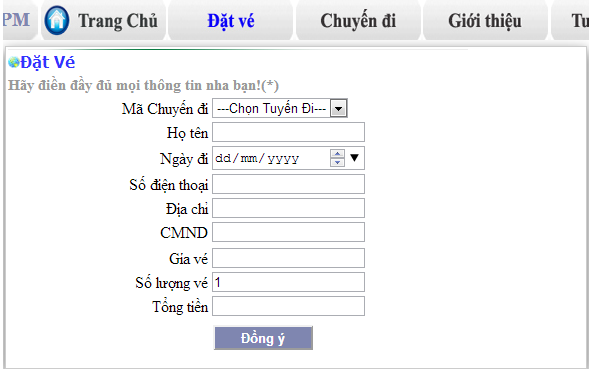 PM Trang Chủ Đặt vé Chuyến đi Giới thiệu Tu
Đặt Vé
Hãy điền đầy đủ mọi thông tin nha bạn!(*)
Mã Chuyến đi ---Chọn Tuyến Đi---
Họ tên
Ngày đi dd/mm/yyyy
Số điện thoại
Địa chỉ
CMND
Gía vé
Số lượng vé 1
Tổng tiền
Đồng ý